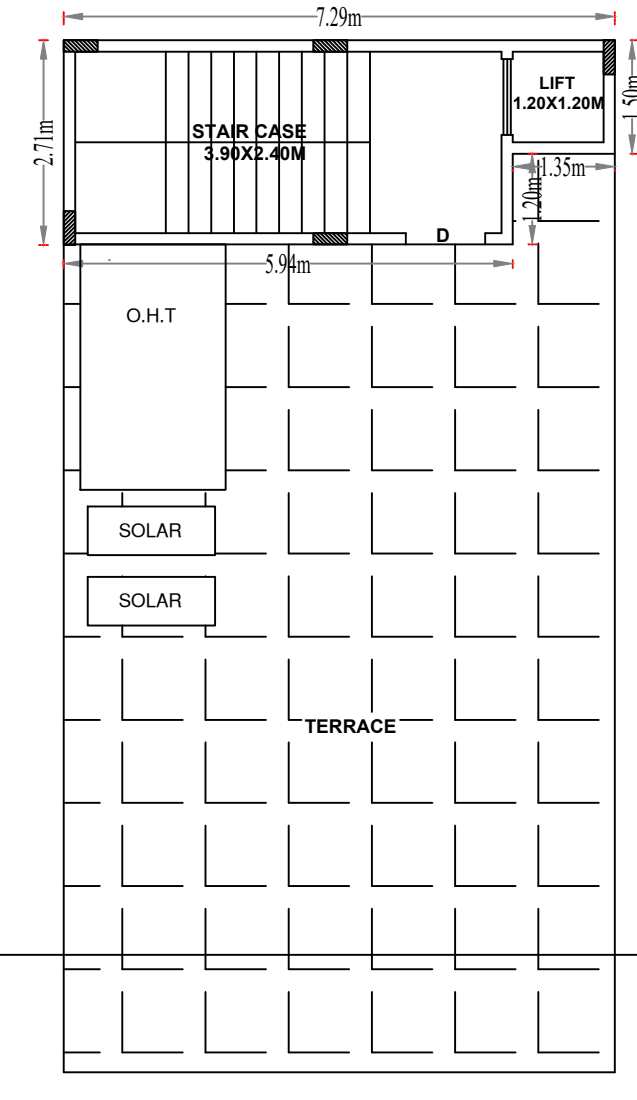 7.29m
LIFT
1.20X1.20M
1.50m
2.71m
STAIR CASE
3.90X2.40M
1.35m
1.20m
D
5.94m
O.H.T
SOLAR
SOLAR
TERRACE